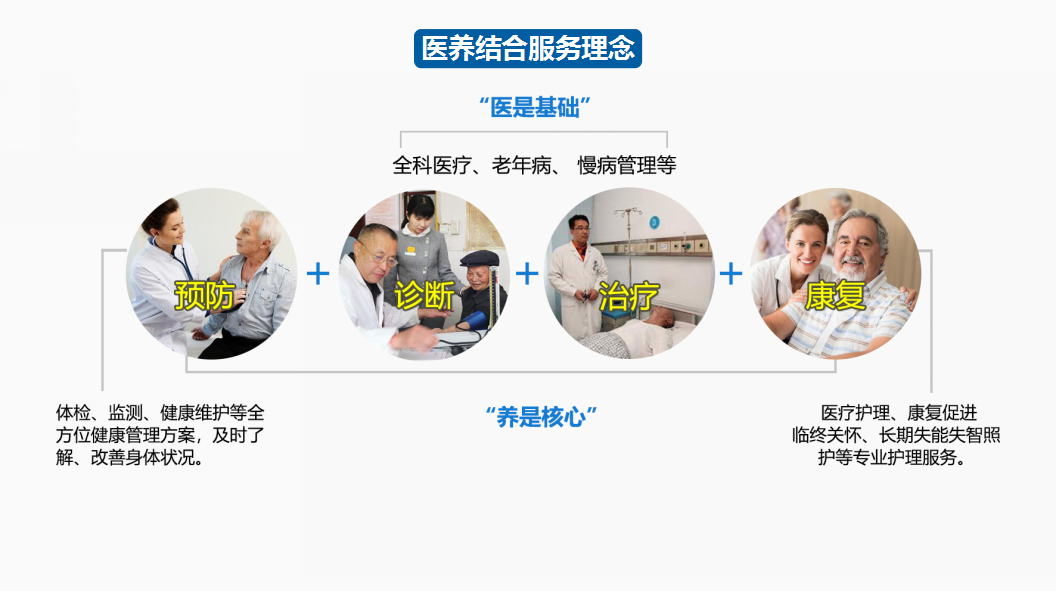 医养结合服务理念
“医是基础”
全科医疗、老年病、 慢病管理等
预防
+
诊断
+
治疗
+
康复
体检、监测、健康维护等全
方位健康管理方案，及时了
解、改善身体状况。
“养是核心”
医疗护理、康复促进
临终关怀、长期失能失智照
护等专业护理服务。